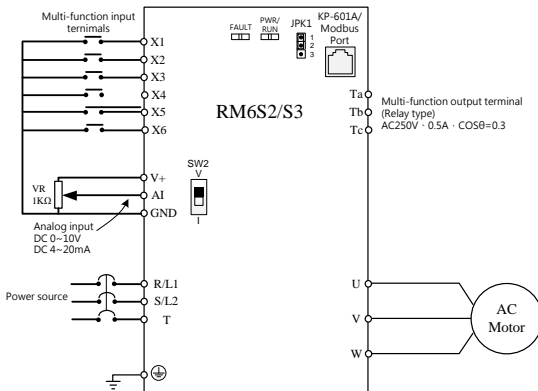 Multi-function input
ternimals
FAULT
PWR/
RUN
JPK1
1
2
3
KP-601A/
Modbus
Port
X1
X2
X3
X4
X5
X6
RM6S2/S3
Ta
Tb
Tc
Multi-function output terminal
(Relay type)
AC250V · 0.5A · COSθ=0.3
SW2
V
I
V+
AI
GND
VR
1KΩ
Analog input
DC 0~10V
DC 4~20mA
Power source
R/L1
S/L2
T
U
V
W
AC
Motor